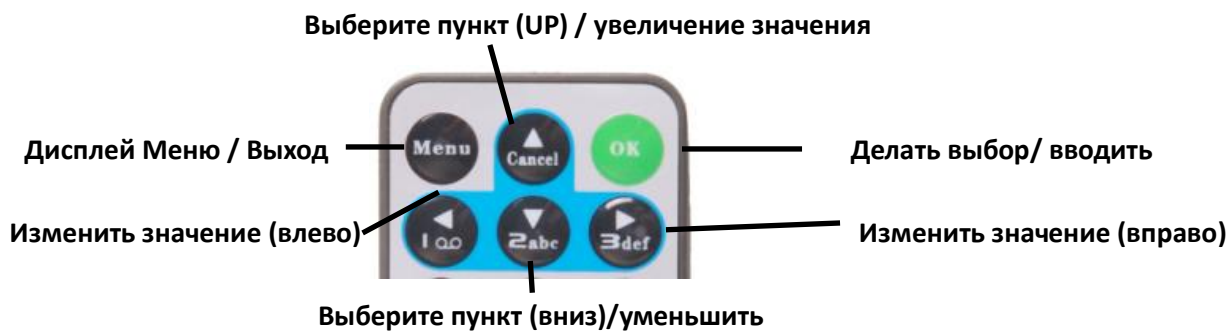 Выберите пункт (UP) / увеличение значения
Дисплей Меню / Выход
Menu
Cancel
OK
Делать выбор/ вводить
Изменить значение (влево)
1
2abc
3def
Изменить значение (вправо)
Выберите пункт (вниз)/уменьшить